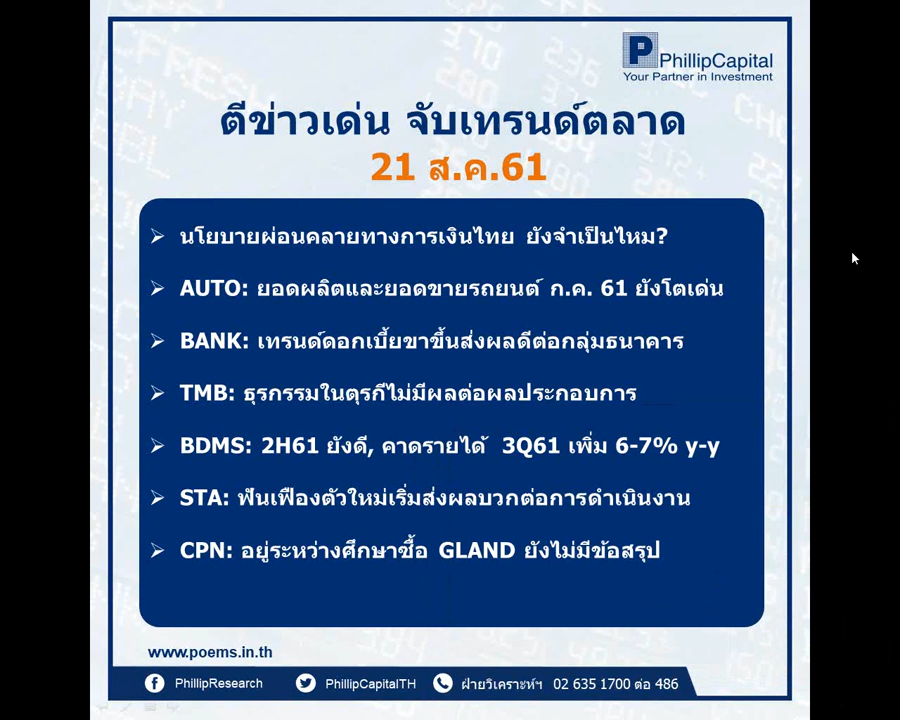 PhillipCapital
Your Partner in Investment
ตีข่าวเด่น จับเทรนด์ตลาด
21 ส.ค.61
นโยบายผ่อนคลายทางการเงินไทย ยังจำเป็นไหม?
AUTO: ยอดผลิตและยอดขายรถยนต์ ก.ค. 61 ยังโตเด่น
BANK: เทรนด์ดอกเบี้ยขาขึ้นส่งผลดีต่อกลุ่มธนาคาร
TMB: ธุรกรรมในตุรกีไม่มีผลต่อผลประกอบการ
BDMS: 2H61 ยังดี, คาดรายได้ 3Q61 เพิ่ม 6-7% y-y
STA: ฟันเฟืองตัวใหม่เริ่มส่งผลบวกต่อการดำเนินงาน
CPN: อยู่ระหว่างศึกษาซื้อ GLAND ยังไม่มีข้อสรุป
www.poems.in.th
PhillipResearch PhillipCapitalTH ฝ่ายวิเคราะห์ฯ 02 635 1700 ต่อ 486